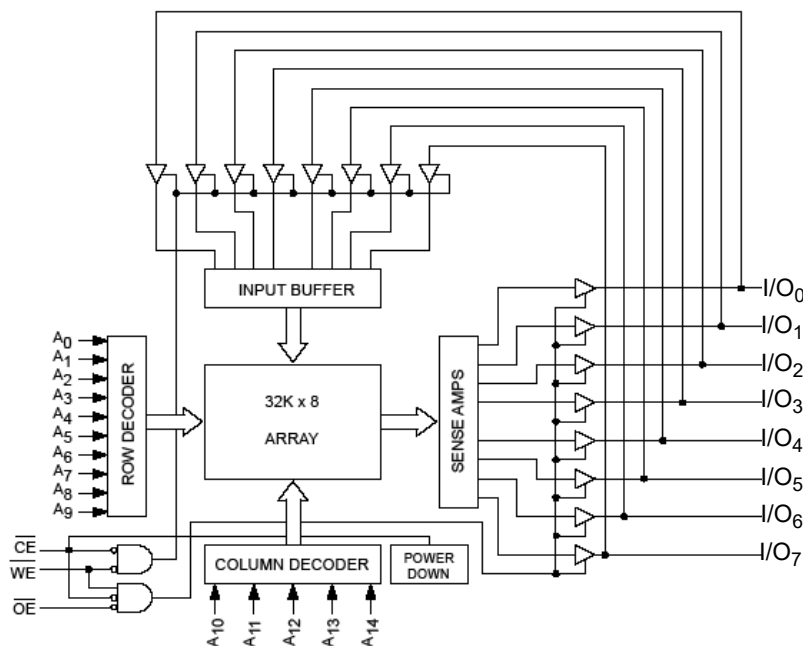 INPUT BUFFER
I/O0
I/O1
I/O2
I/O3
I/O4
I/O5
I/O6
I/O7
A0
A1
A2
A3
A4
A5
A6
A7
A8
A9
ROW DECODER
32K x 8
ARRAY
SENSE AMPS
CE
WE
OE
COLUMN DECODER
POWER
DOWN
A10
A11
A12
A13
A14